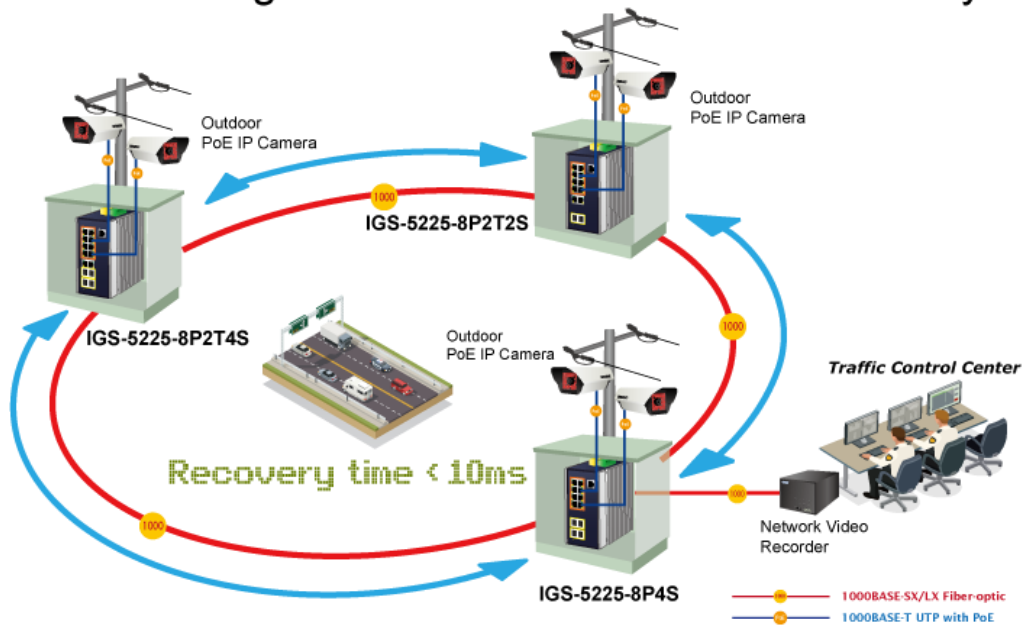 Outdoor
PoE IP Camera
Outdoor
PoE IP Camera
1000
IGS-5225-8P2T2S
IGS-5225-8P2T4S
1000
Outdoor
PoE IP Camera
Traffic Control Center
Recovery time < 10ms
1000
1000
Network Video
Recorder
IGS-5225-8P4S
1000BASE-SX/LX Fiber-optic
1000BASE-T UTP with PoE